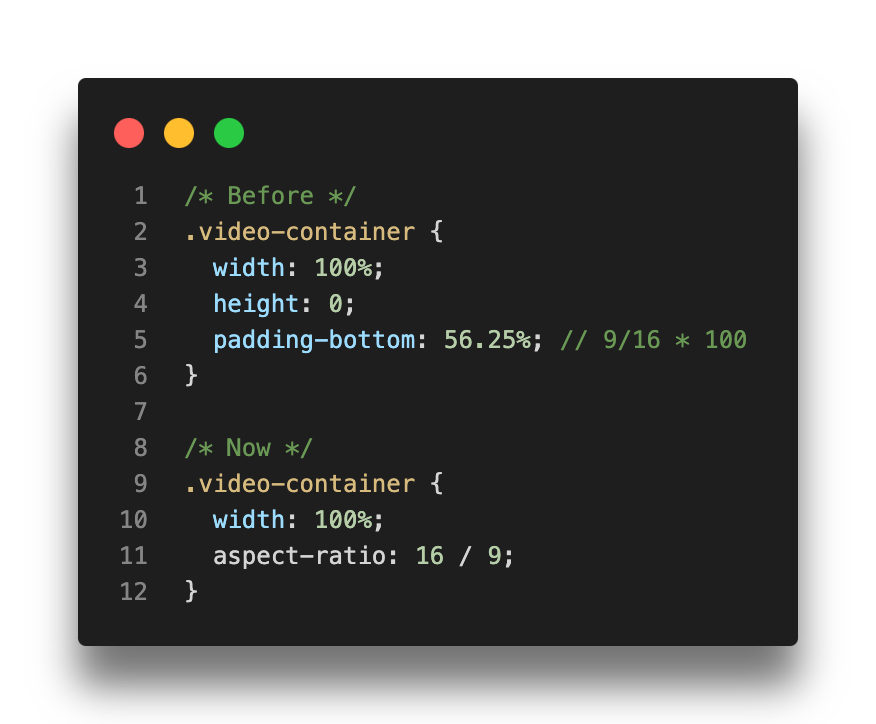 1 /* Before */
2 .video-container {
3 width: 100%;
4 height: 0;
5 padding-bottom: 56.25%; // 9/16 * 100
6 }
7
8 /* Now */
9 .video-container {
10 width: 100%;
11 aspect-ratio: 16 / 9;
12 }